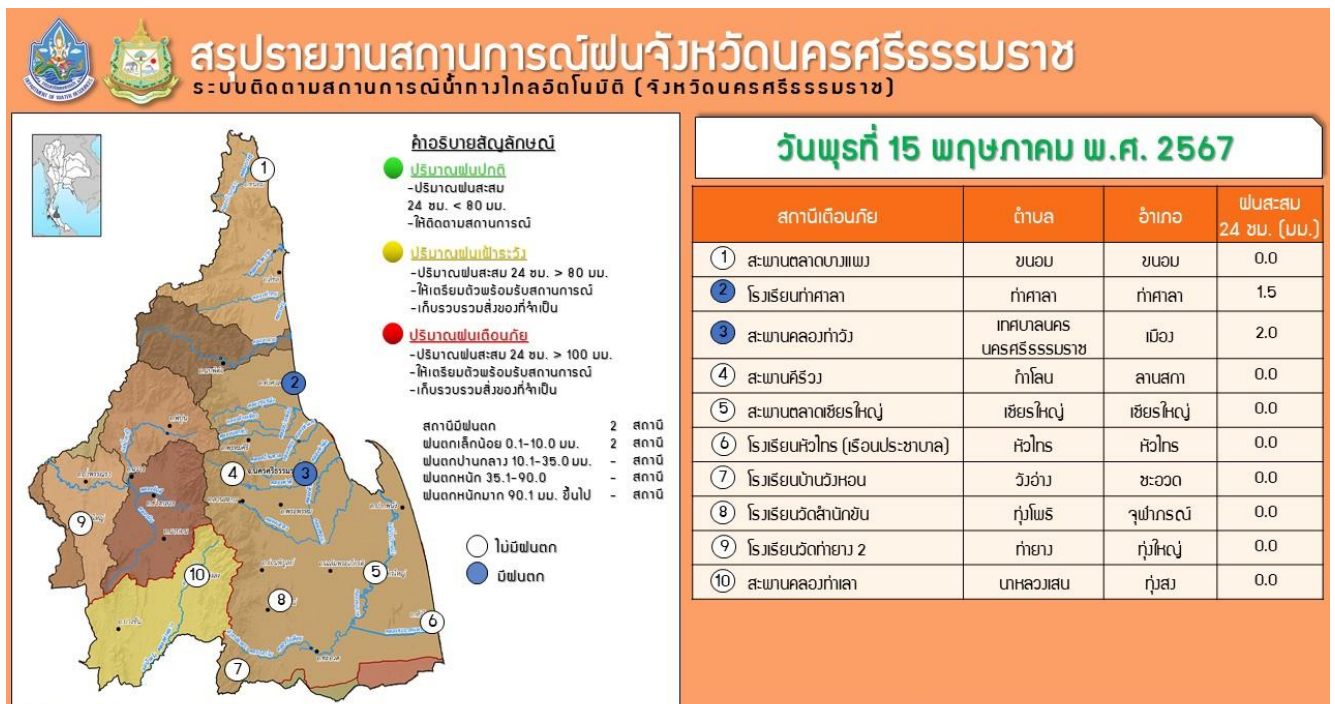 สรุปรายงานสถานการณ์ฝนจังหวัดนครศรีธรรมราช
ระบบติดตามสถานการณ์น้ำทางไกลอัตโนมัติ (จังหวัดนครศรีธรรมราช)
คำอธิบายสัญลักษณ์
ปริมาณฝนปกติ
-ปริมาณฝนสะสม
24 ชม. < 80 มม.
-ให้ติดตามสถานการณ์
ปริมาณฝนเฝ้าระวัง
-ปริมาณฝนสะสม 24 ชม. > 80 มม.
-ให้เตรียมตัวพร้อมรับสถานการณ์
-เก็บรวบรวมสิ่งของที่จำเป็น
ปริมาณฝนเตือนภัย
-ปริมาณฝนสะสม 24 ชม. > 100 มม.
-ให้เตรียมตัวพร้อมรับสถานการณ์
-เก็บรวบรวมสิ่งของที่จำเป็น
สถานีมีฝนตก 2 สถานี
ฝนตกเล็กน้อย 0.1-10.0 มม. 2 สถานี
ฝนตกปานกลาง 10.1-35.0 มม. - สถานี
ฝนตกหนัก 35.1-90.0 - สถานี
ฝนตกหนักมาก 90.1 มม. ขึ้นไป - สถานี
ไม่มีฝนตก
มีฝนตก
1
2
4
3
9
10
5
8
6
7
วันพุธที่ 15 พฤษภาคม พ.ศ. 2567
สถานีเตือนภัย ตำบล อำเภอ ฝนสะสม
24 ชม. (มม.)
1 สะพานตลาดบางแพง ขนอม ขนอม 0.0
2 โรงเรียนท่าศาลา ท่าศาลา ท่าศาลา 1.5
3 สะพานคลองท่าวัง เทศบาลนคร
นครศรีธรรมราช เมือง 2.0
4 สะพานคีรีวง กำโลน ลานสกา 0.0
5 สะพานตลาดเชียรใหญ่ เชียรใหญ่ เชียรใหญ่ 0.0
6 โรงเรียนหัวไทร (เรือนประชาบาล) หัวไทร หัวไทร 0.0
7 โรงเรียนบ้านวังหอน วังอ่าง ชะอวด 0.0
8 โรงเรียนวัดสำนักขัน ทุ่งโพธิ จุฬาภรณ์ 0.0
9 โรงเรียนวัดท่ายาง 2 ท่ายาง ทุ่งใหญ่ 0.0
10 สะพานคลองท่าเลา นาหลวงเสน ทุ่งสง 0.0